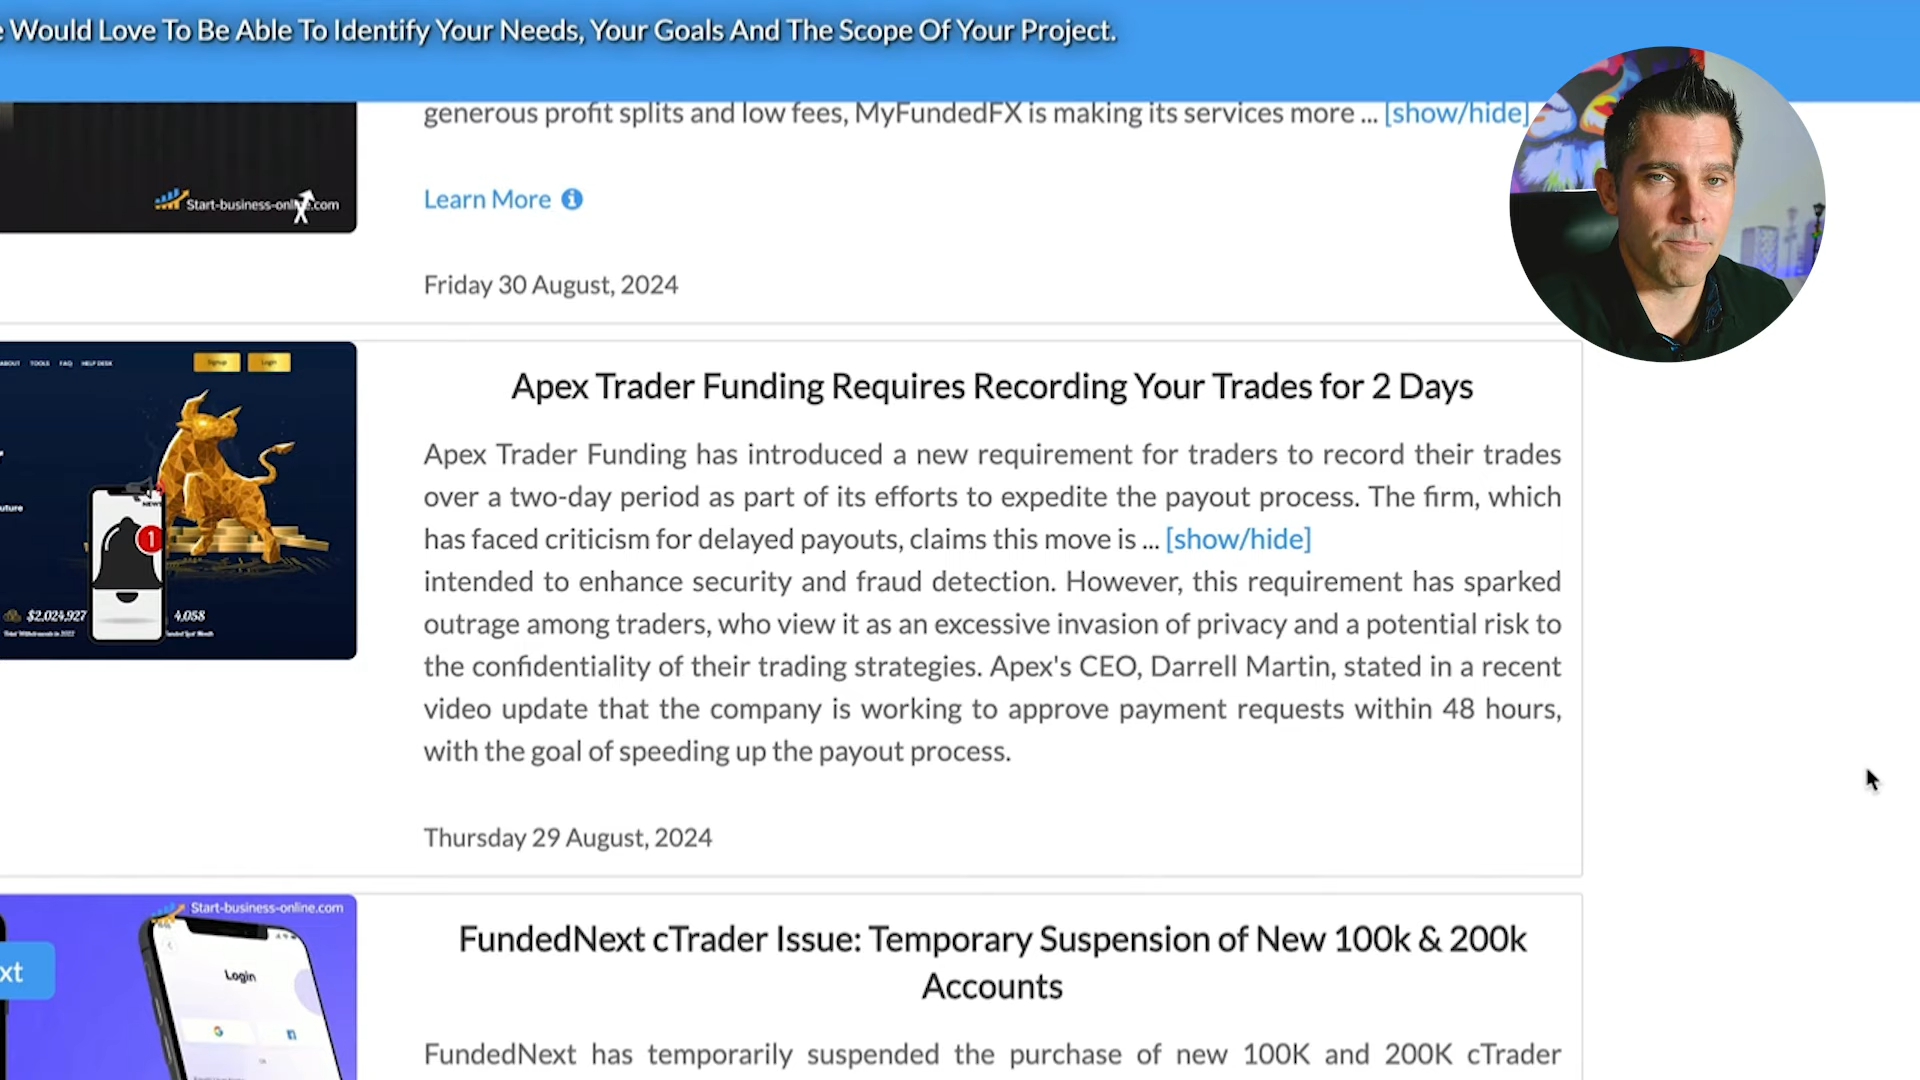 Would Love To Be Able To Identify Your Needs, Your Goals And The Scope Of Your Project.
generous profit splits and low fees, MyFundedFX is making its services more ... [show/hide]
Start-business-online.com
Learn More
Friday 30 August, 2024
ABOUT TOOLS FAQ HELP DESK
Signup Login
Apex Trader Funding Requires Recording Your Trades for 2 Days
Apex Trader Funding has introduced a new requirement for traders to record their trades
over a two-day period as part of its efforts to expedite the payout process. The firm, which
has faced criticism for delayed payouts, claims this move is ... [show/hide]
intended to enhance security and fraud detection. However, this requirement has sparked
outrage among traders, who view it as an excessive invasion of privacy and a potential risk to
the confidentiality of their trading strategies. Apex's CEO, Darrell Martin, stated in a recent
video update that the company is working to approve payment requests within 48 hours,
with the goal of speeding up the payout process.
NEWS
1
$2,024,927 4,058
Thursday 29 August, 2024
Start-business-online.com
Login
FundedNext cTrader Issue: Temporary Suspension of New 100k & 200k
Accounts
FundedNext has temporarily suspended the purchase of new 100K and 200K cTrader